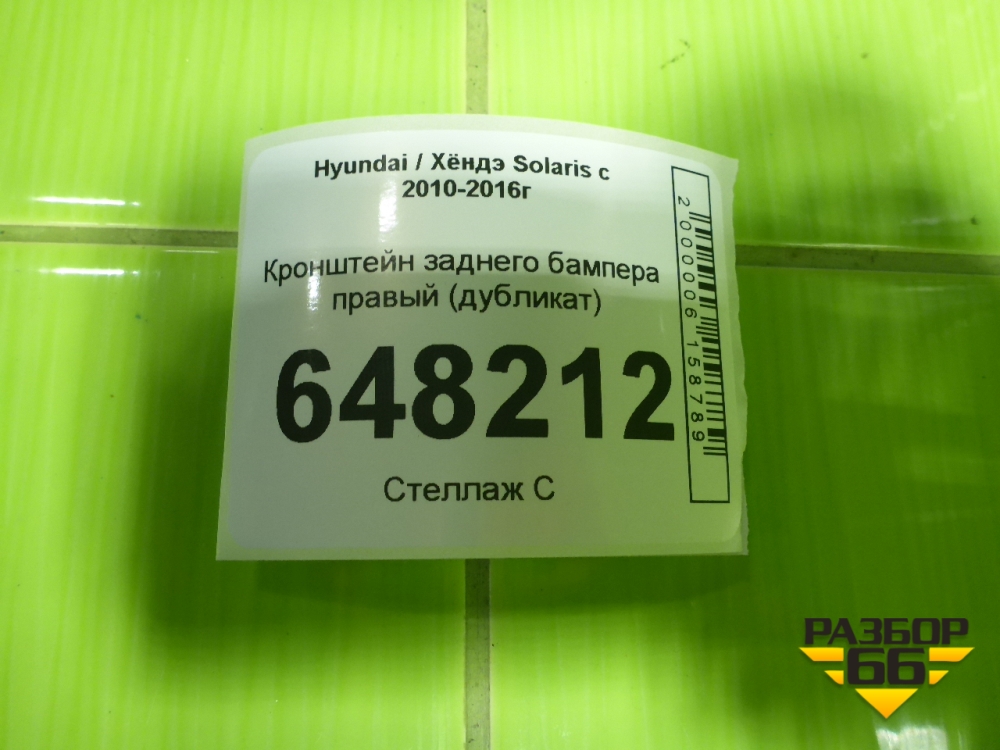 Hyundai / Хёндэ Solaris с
2010-2016г
Кронштейн заднего бампера
правый (дубликат)
648212
Стеллаж С
2000006158789
РАЗБОР
66